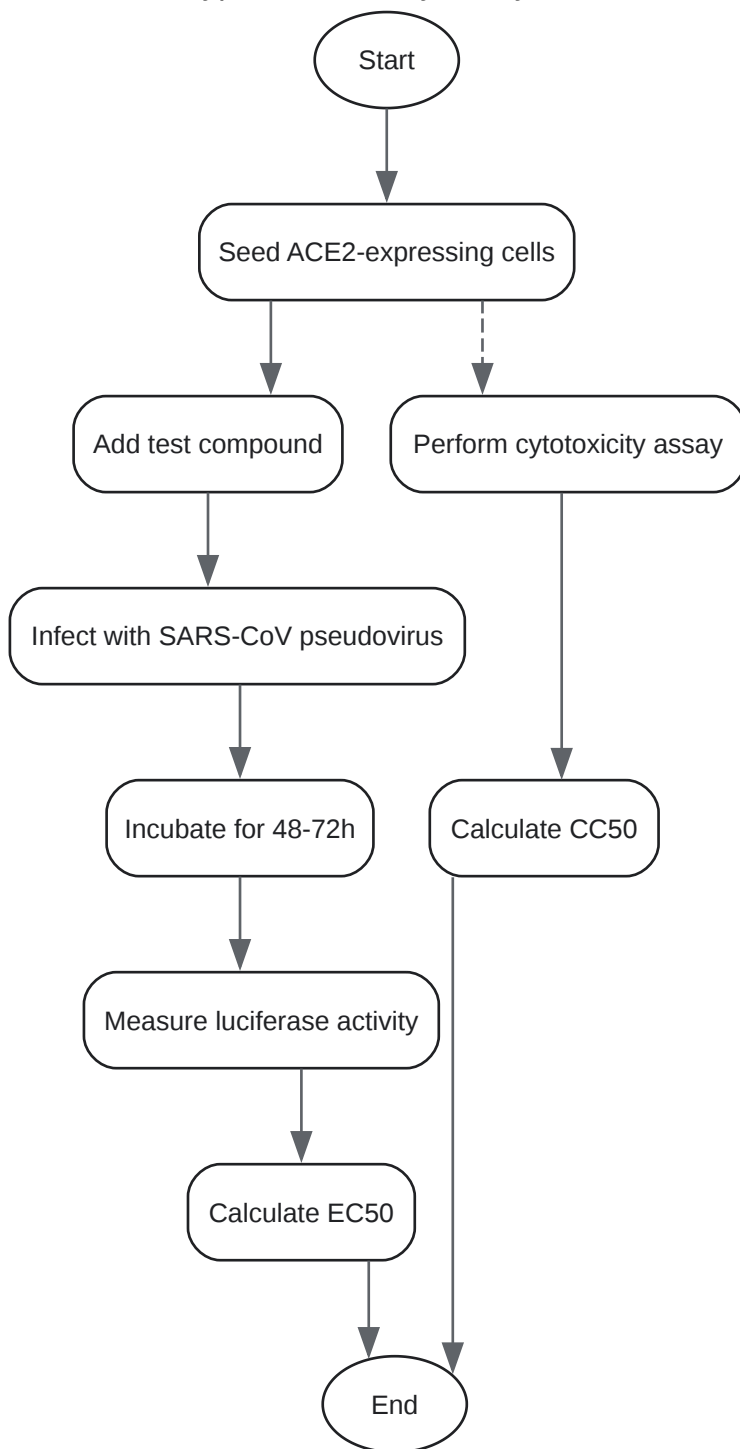 Start
Seed ACE2-expressing cells
Add test compound
Perform cytotoxicity assay
Infect with SARS-CoV pseudovirus
Incubate for 48-72h
Calculate CC50
Measure luciferase activity
Calculate EC50
End